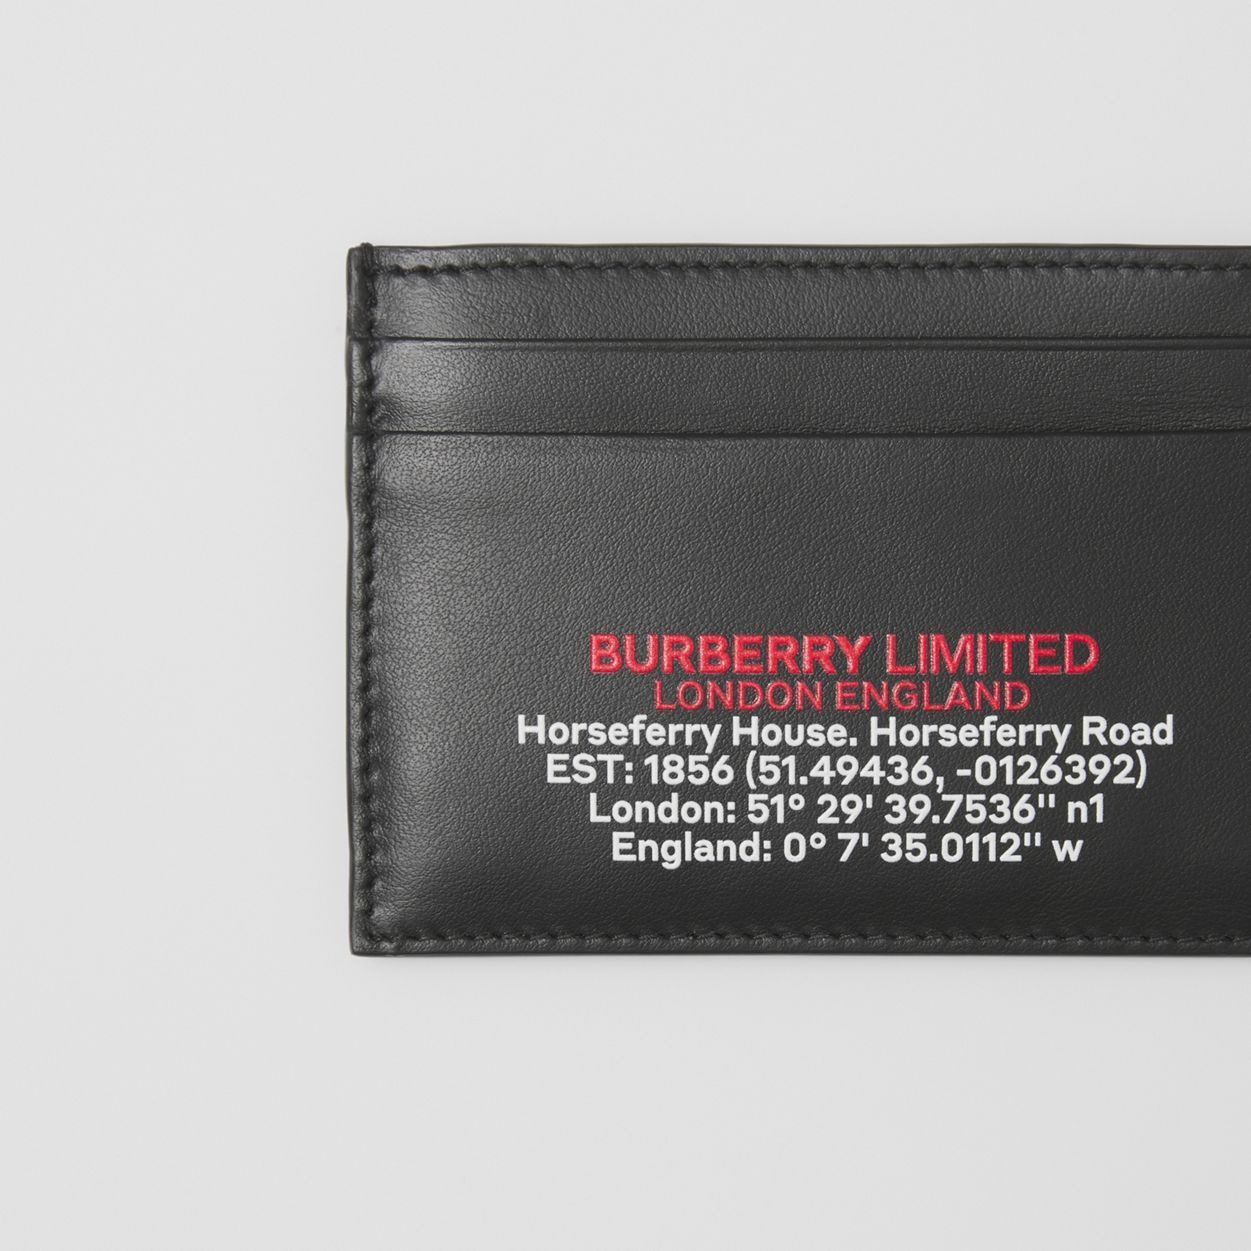 BURBERRY LIMITED
LONDON ENGLAND
Horseferry House. Horseferry Road
EST: 1856 (51.49436, -0126392)
London: 51° 29' 39.7536'' n1
England: 0° 7' 35.0112'' w